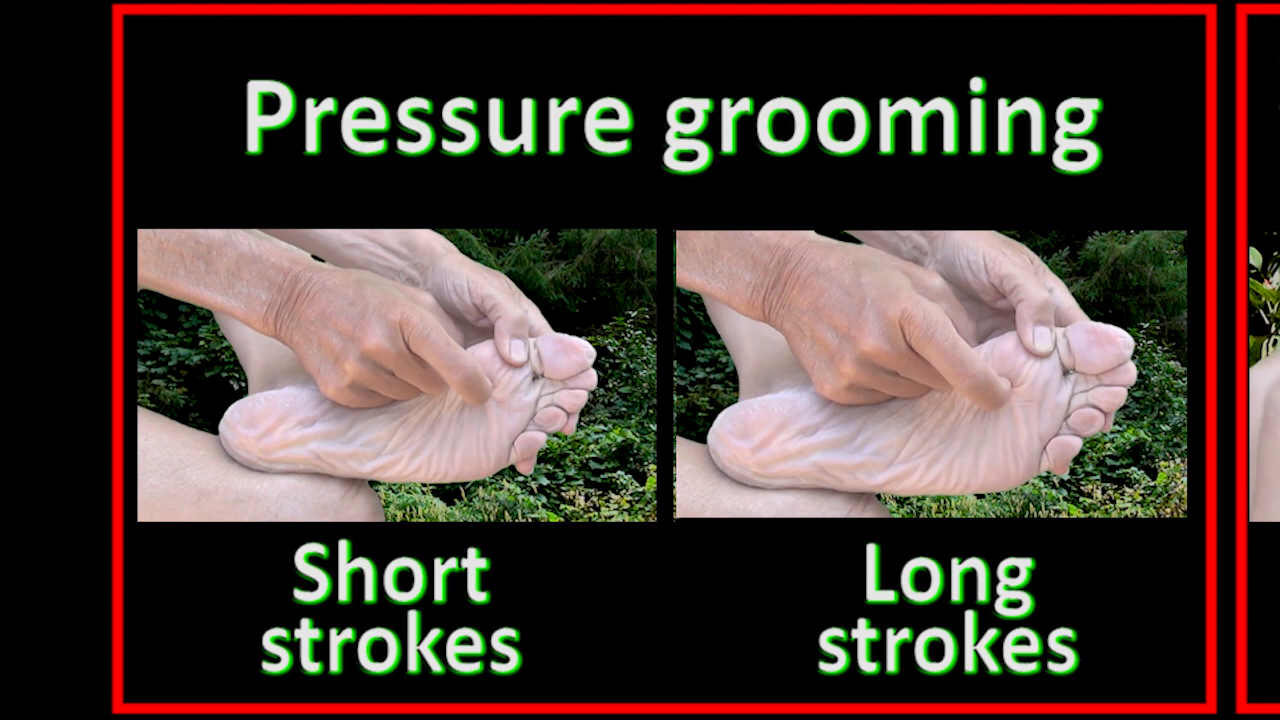 Pressure grooming
Short
strokes
Long
strokes